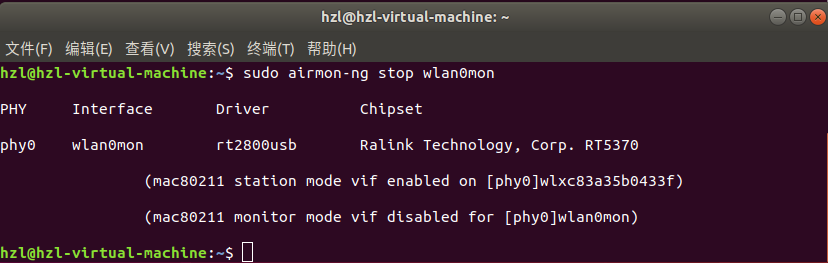 hzl@hzl-virtual-machine: ~
文件(F) 编辑(E) 查看(V) 搜索(S) 终端(T) 帮助(H)
hzl@hzl-virtual-machine:~$ sudo airmon-ng stop wlan0mon
PHY Interface Driver Chipset
phy0 wlan0mon rt2800usb Ralink Technology, Corp. RT5370
(mac80211 station mode vif enabled on [phy0]wlxc83a35b0433f)
(mac80211 monitor mode vif disabled for [phy0]wlan0mon)
hzl@hzl-virtual-machine:~$